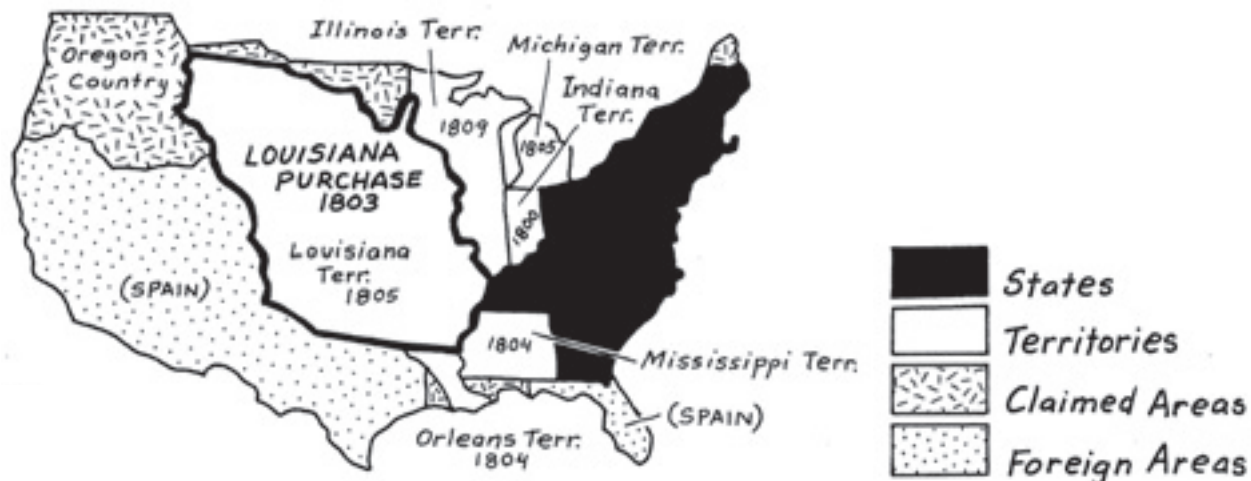 Illinois Terr.
Michigan Terr.
Indiana
Terr.
Oregon
Country
1809
1805
1800
LOUISIANA
PURCHASE
1803
Louisiana
Terr.
1805
(SPAIN)
1804
Mississippi Terr.
(SPAIN)
Orleans Terr.
1804
States
Territories
Claimed Areas
Foreign Areas